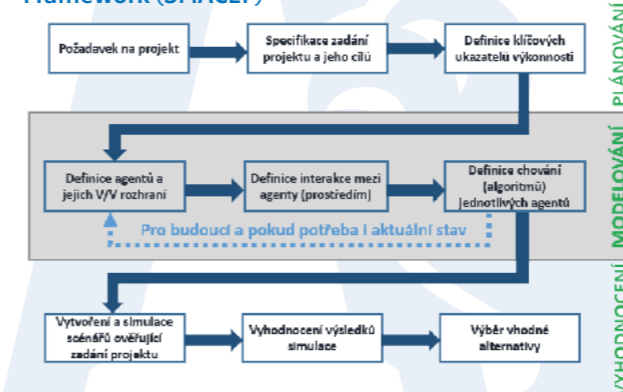 Framework (SMACEF)
Požadavek na projekt
Specifikace zadání
projektu a jeho cílů
Definice klíčových
ukazatelů výkonnosti
PLÁNOVÁNÍ
Definice agentů a
jejich V/V rozhraní
Definice interakce mezi
agenty (prostředím)
Definice chování
(algoritmů)
jednotlivých agentů
MODELOVÁNÍ
Pro budoucí a pokud potřeba i aktuální stav
Vytvoření a simulace
scénářů ověřující
zadání projektu
Vyhodnocení výsledků
simulace
Výběr vhodné
alternativy
VYHODNOCENÍ